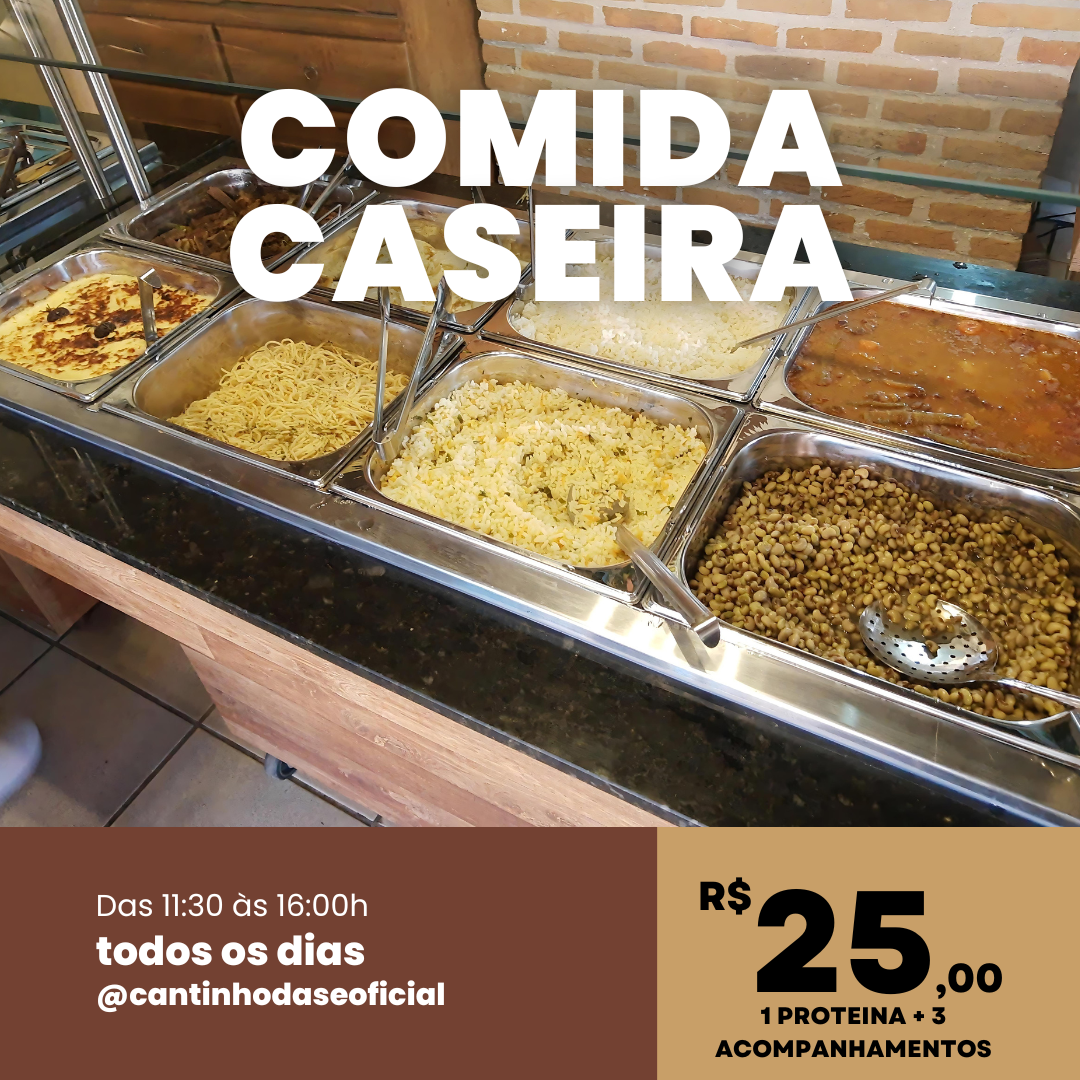 COMIDA
CASEIRA
Das 11:30 às 16:00h
todos os dias
@cantinhodaseoficial
R$25,00
1 PROTEINA + 3
ACOMPANHAMENTOS